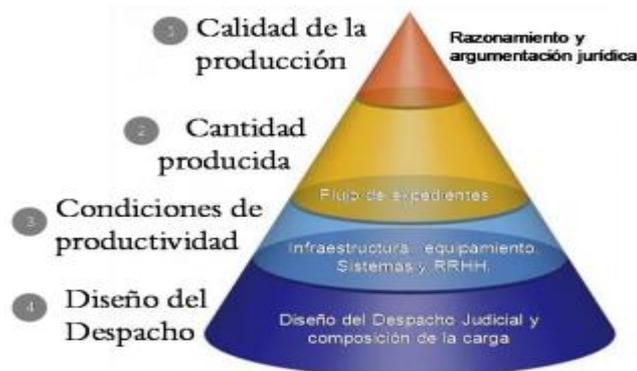 1
Calidad de la
producción
Razonamiento y
argumentación jurídica
2
Cantidad
producida
Flujo de expedientes
3
Condiciones de
productividad
Infraestructura, equipamiento,
Sistemas y RRHH.
4
Diseño del
Despacho
Diseño del Despacho Judicial y
composición de la carga